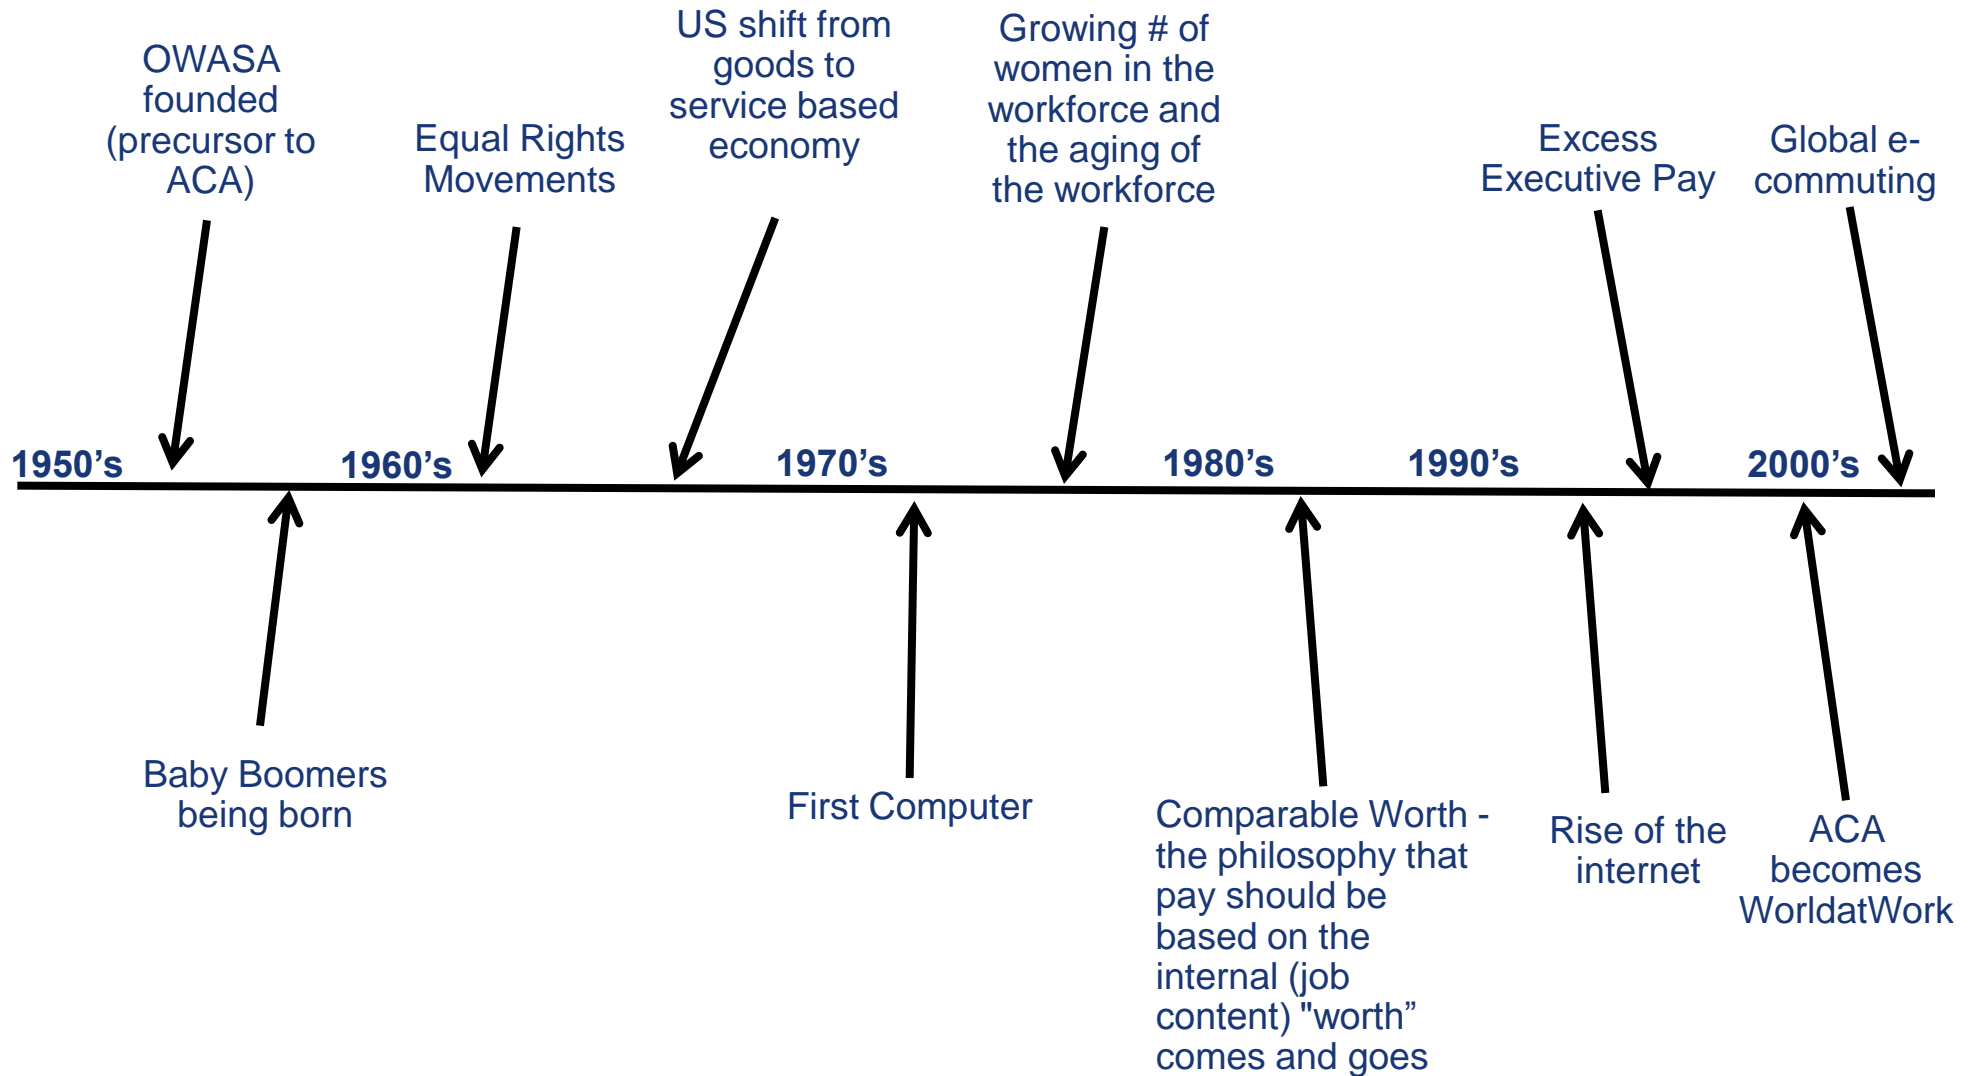 OWASA
founded
(precursor to
ACA)
Equal Rights
Movements
US shift from
goods to
service based
economy
Growing # of
women in the
workforce and
the aging of
the workforce
Excess
Executive Pay
Global e-
commuting
1950’s
1960’s
1970’s
1980’s
1990’s
2000’s
Baby Boomers
being born
First Computer
Comparable Worth -
the philosophy that
pay should be
based on the
internal (job
content) "worth”
comes and goes
Rise of the
internet
ACA
becomes
WorldatWork